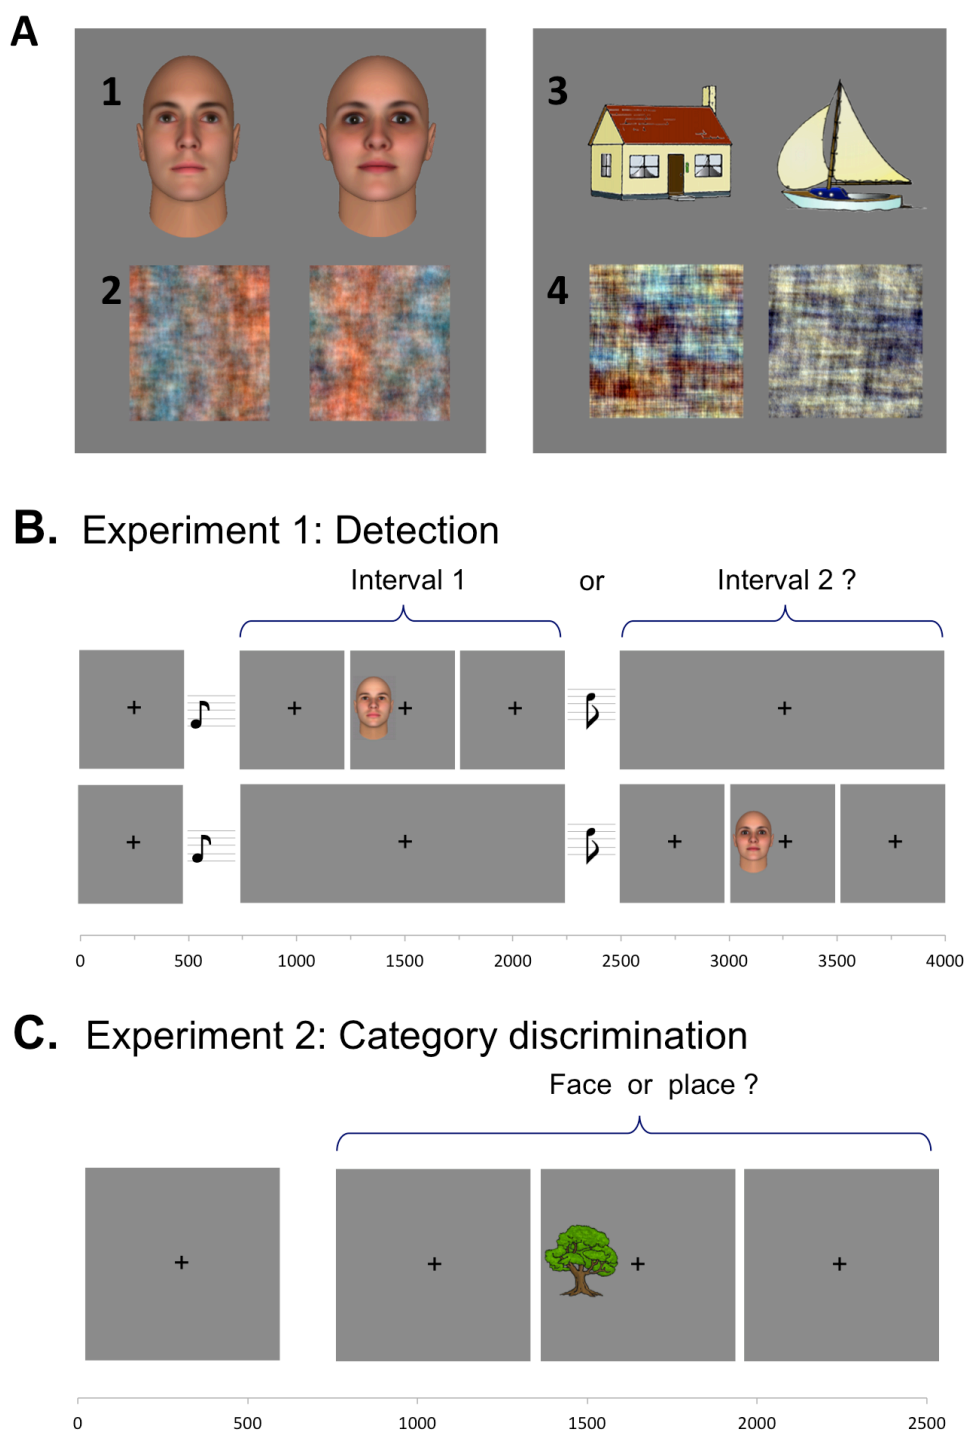 A
1
3
2
4
B. Experiment 1: Detection
Interval 1 or Interval 2 ?
+ + + + +
+ + + + +
0 500 1000 1500 2000 2500 3000 3500 4000
C. Experiment 2: Category discrimination
Face or place ?
+ + + +
0 500 1000 1500 2000 2500